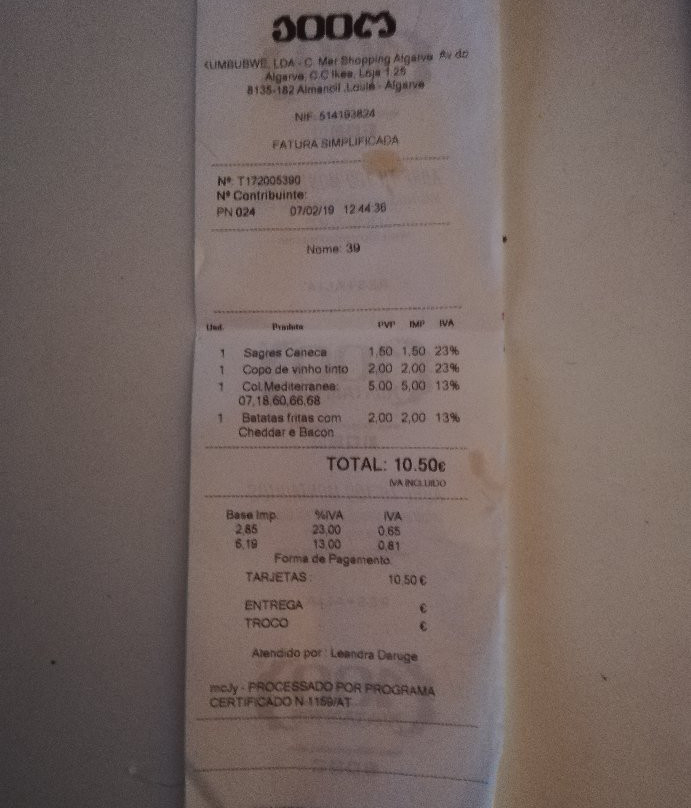 KUMBUBWE, LDA - C. Mar Shopping Algarve Av do
Algarve, C.C Ikea, Loja 1.25
8135-182 Almancil ,Loulé - Algarve
NIF: 514193824
FATURA SIMPLIFICADA
Nº: T172005390
Nº Contribuinte:
PN 024 07/02/19 12:44:36
Nome: 39
Und. Produto PVP IMP IVA
1 Sagres Caneca 1,50 1,50 23%
1 Copo de vinho tinto 2,00 2,00 23%
1 Col.Mediterranea: 5,00 5,00 13%
07,18,60,66,68
1 Batatas fritas com 2,00 2,00 13%
Cheddar e Bacon
TOTAL: 10.50€
IVA INCLUIDO
Base Imp. %IVA IVA
2,85 23,00 0,65
6,19 13,00 0,81
Forma de Pagamento:
TARJETAS : 10,50 €
ENTREGA €
TROCO €
Atendido por : Leandra Daruge
mcJy - PROCESSADO POR PROGRAMA
CERTIFICADO N 1159/AT